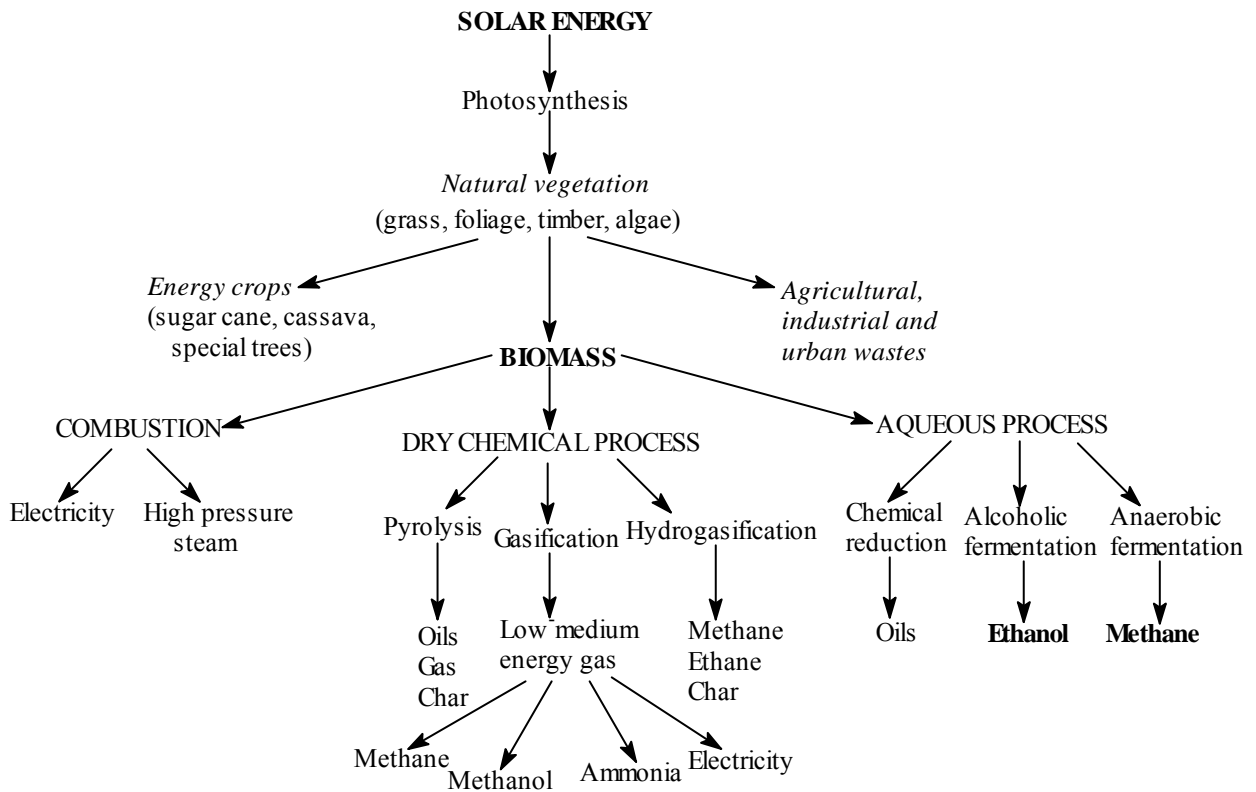 SOLAR ENERGY
Photosynthesis
Natural vegetation
(grass, foliage, timber, algae)
Energy crops
(sugar cane, cassava,
special trees)
Agricultural,
industrial and
urban wastes
BIOMASS
COMBUSTION
DRY CHEMICAL PROCESS
AQUEOUS PROCESS
Electricity
High pressure
steam
Pyrolysis
Gasification
Hydrogasification
Chemical
reduction
Alcoholic
fermentation
Anaerobic
fermentation
Oils
Gas
Char
Low-medium
energy gas
Methane
Ethane
Char
Oils
Ethanol
Methane
Methane
Methanol
Ammonia
Electricity